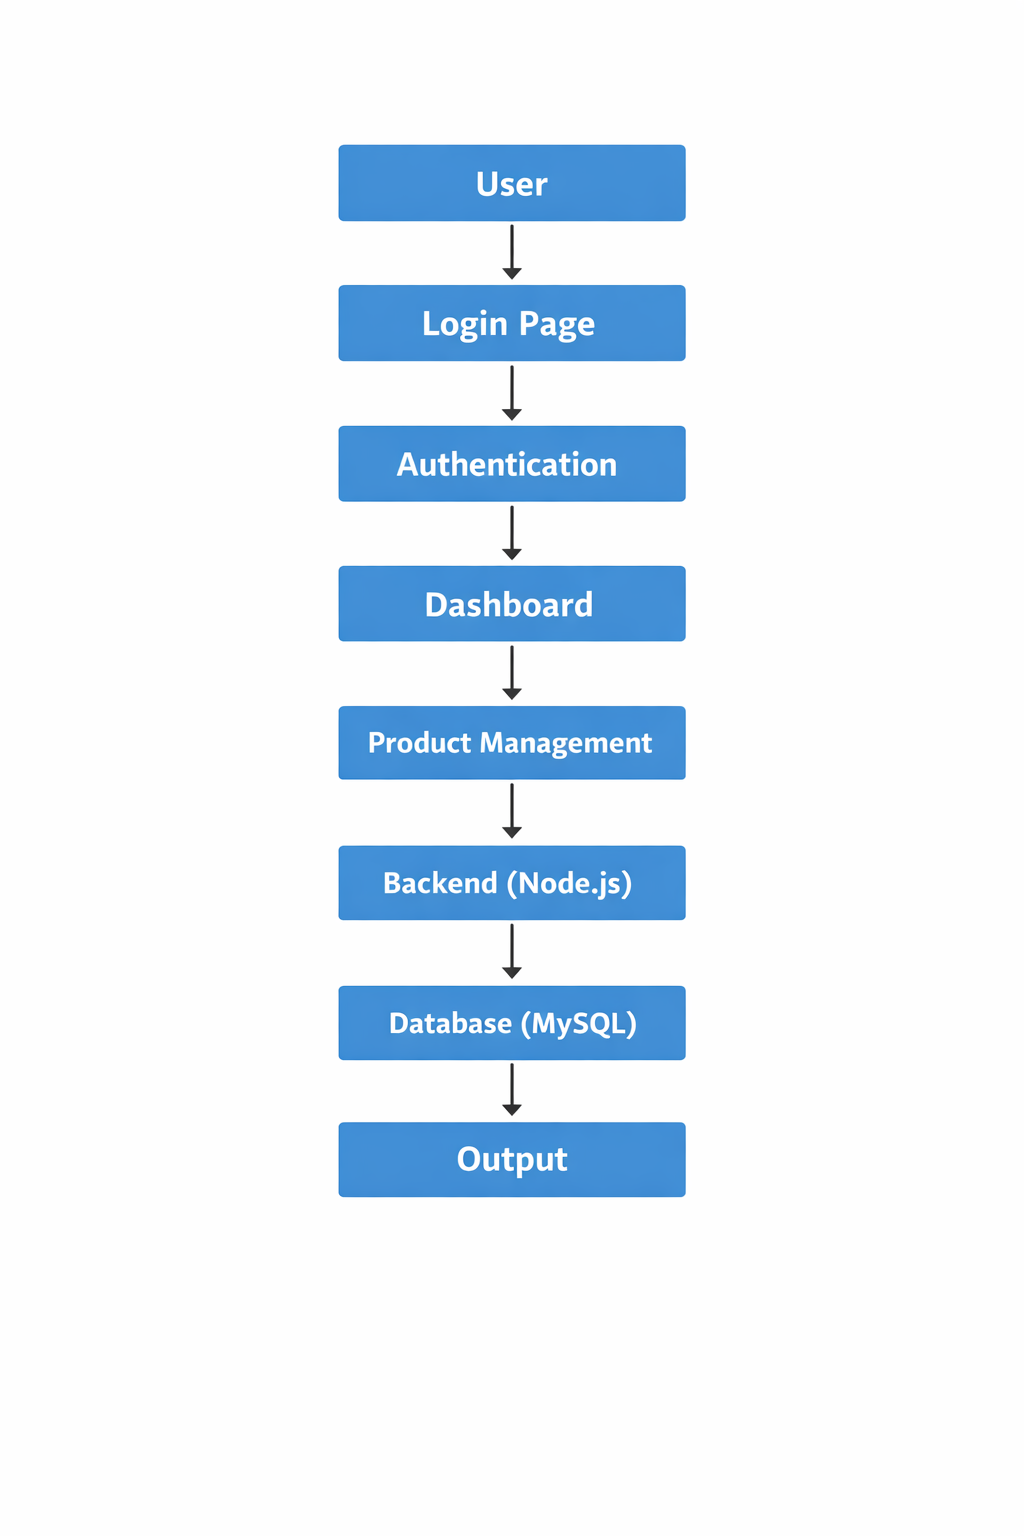 User
Login Page
Authentication
Dashboard
Product Management
Backend (Node.js)
Database (MySQL)
Output